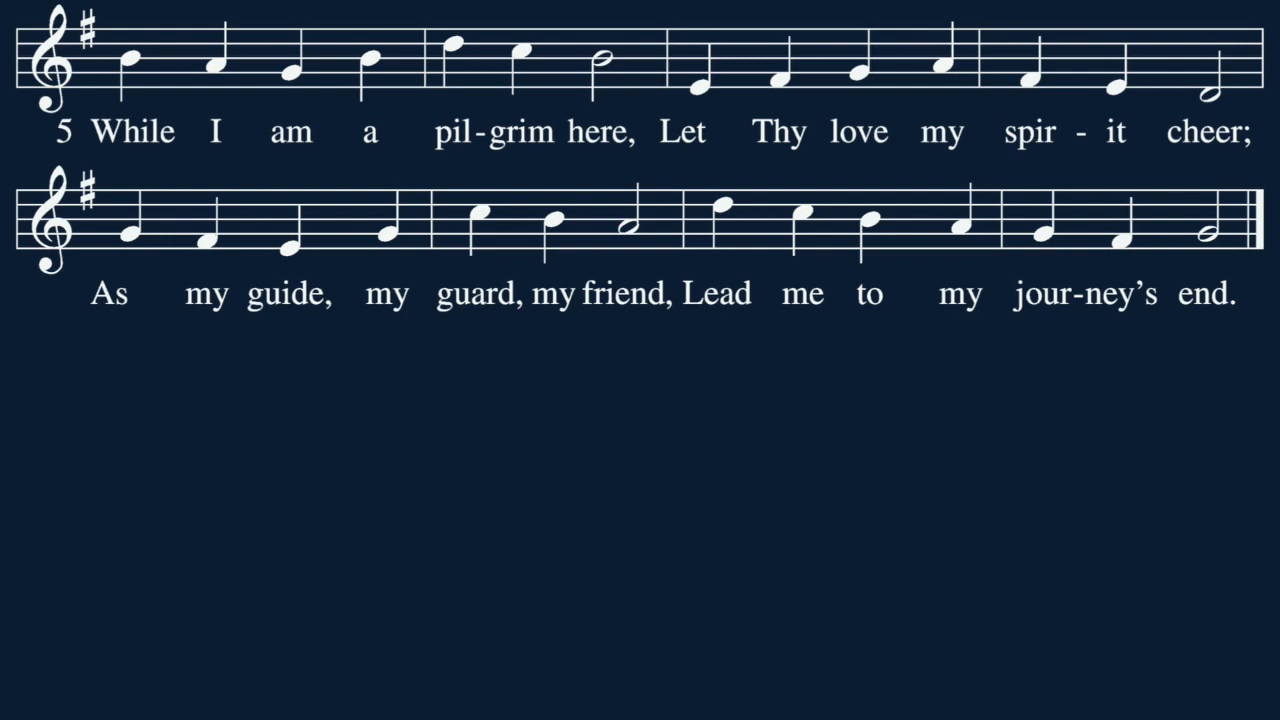 5 While I am a pil-grim here, Let Thy love my spir - it cheer;
As my guide, my guard, my friend, Lead me to my jour-ney's end.